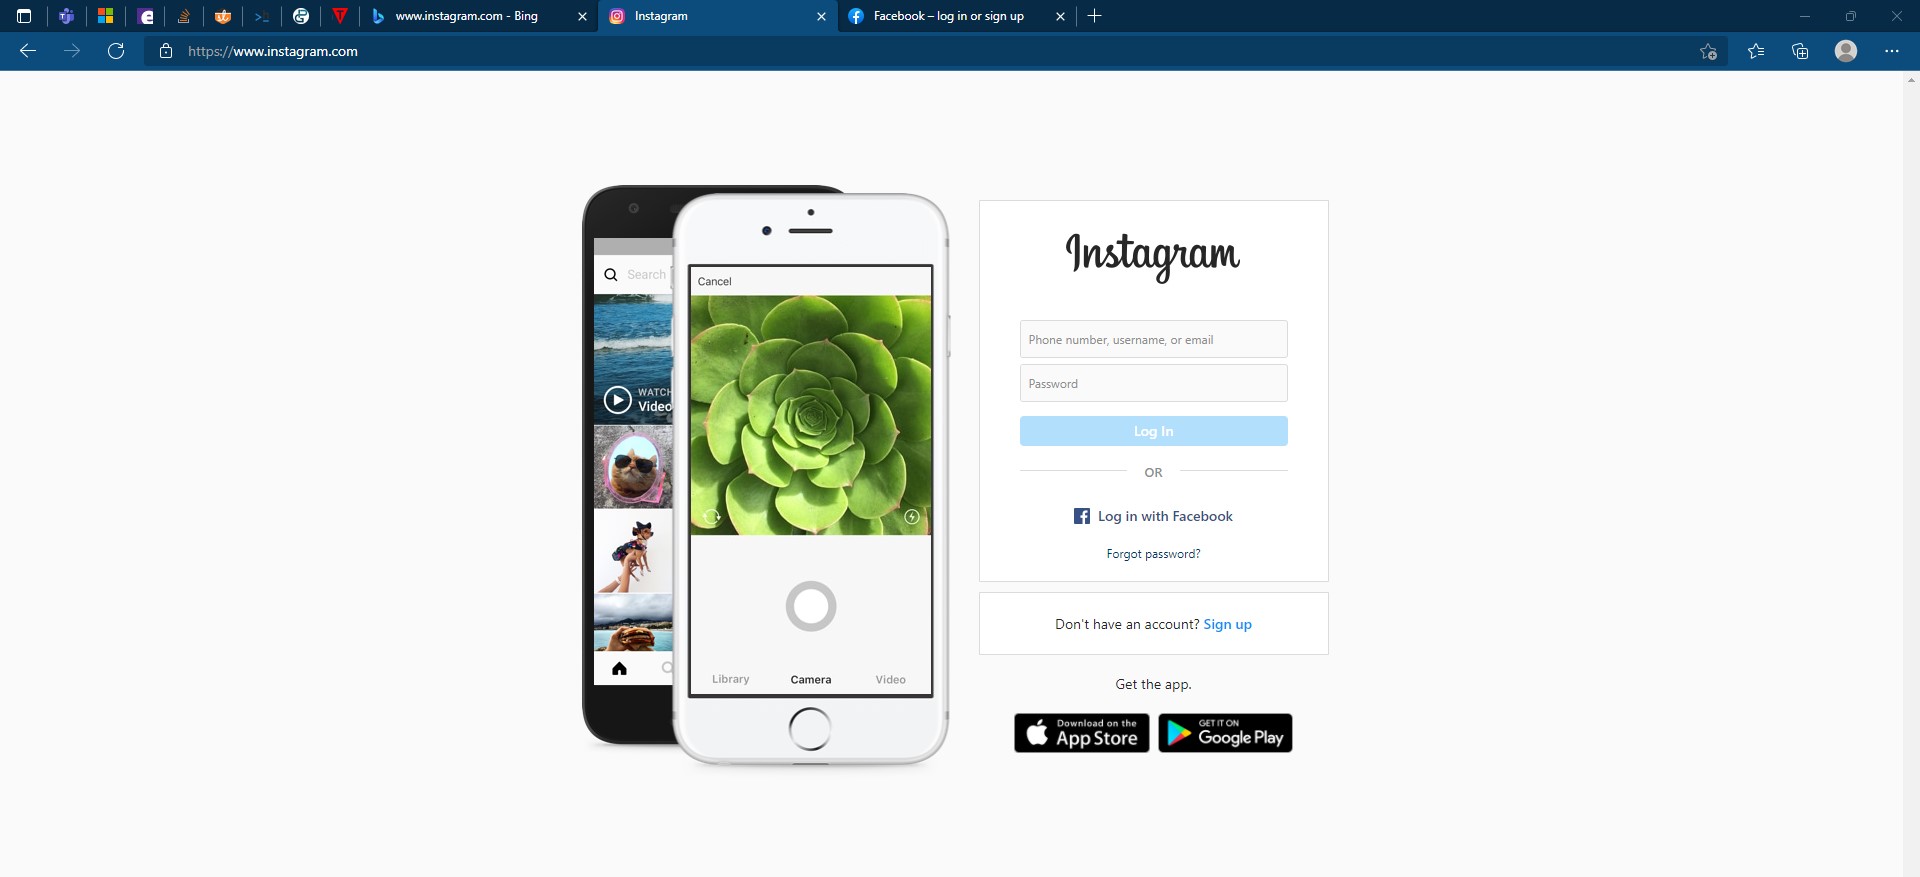 www.instagram.com - Bing
Instagram
Facebook – log in or sign up
https://www.instagram.com
Search
WATCH
Video
Cancel
Library Camera Video
Instagram
Phone number, username, or email
Password
Log In
OR
Log in with Facebook
Forgot password?
Don't have an account? Sign up
Get the app.
Download on the
App Store
GET IT ON
Google Play